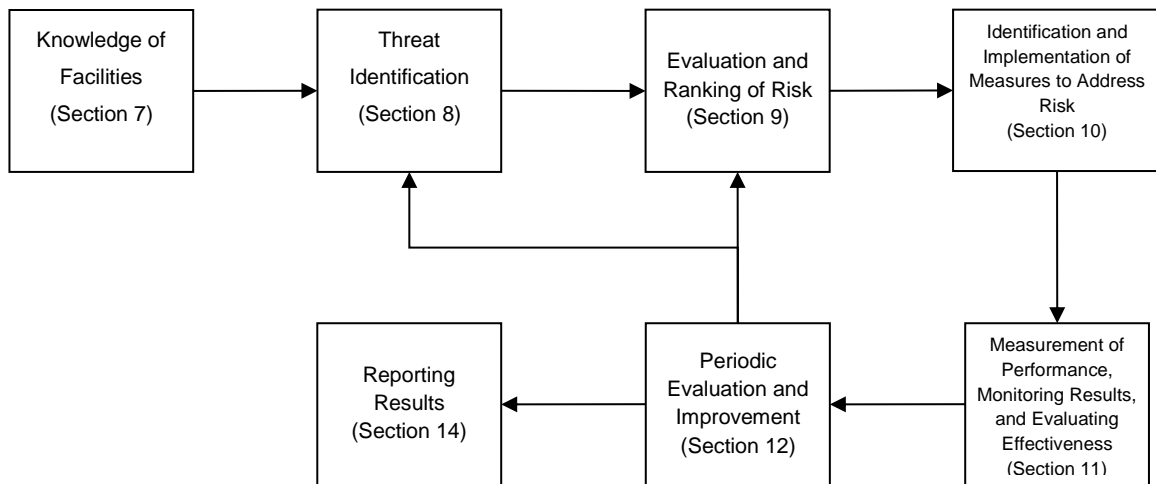 Knowledge of
Facilities
(Section 7)
Threat
Identification
(Section 8)
Evaluation and
Ranking of Risk
(Section 9)
Identification and
Implementation of
Measures to Address
Risk
(Section 10)
Reporting
Results
(Section 14)
Periodic
Evaluation and
Improvement
(Section 12)
Measurement of
Performance,
Monitoring Results,
and Evaluating
Effectiveness
(Section 11)